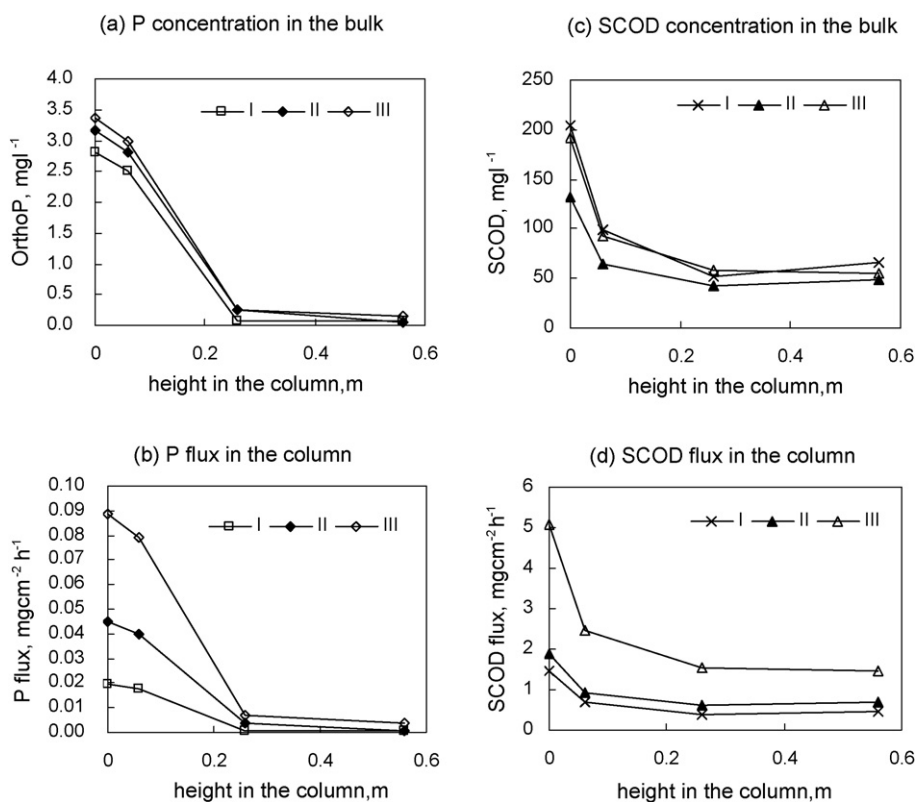 (a) P concentration in the bulk
4.0
3.5
3.0
2.5
2.0
1.5
1.0
0.5
0.0
OrthoP, mgl⁻¹
I II III
0 0.2 0.4 0.6
height in the column,m
(c) SCOD concentration in the bulk
250
200
150
100
50
0
SCOD, mgl⁻¹
I II III
0 0.2 0.4 0.6
height in the column,m
(b) P flux in the column
0.10
0.09
0.08
0.07
0.06
0.05
0.04
0.03
0.02
0.01
0.00
P flux, mgcm⁻² h⁻¹
I II III
0 0.2 0.4 0.6
height in the column,m
(d) SCOD flux in the column
6
5
4
3
2
1
0
SCOD flux, mgcm⁻²h⁻¹
I II III
0 0.2 0.4 0.6
height in the column,m